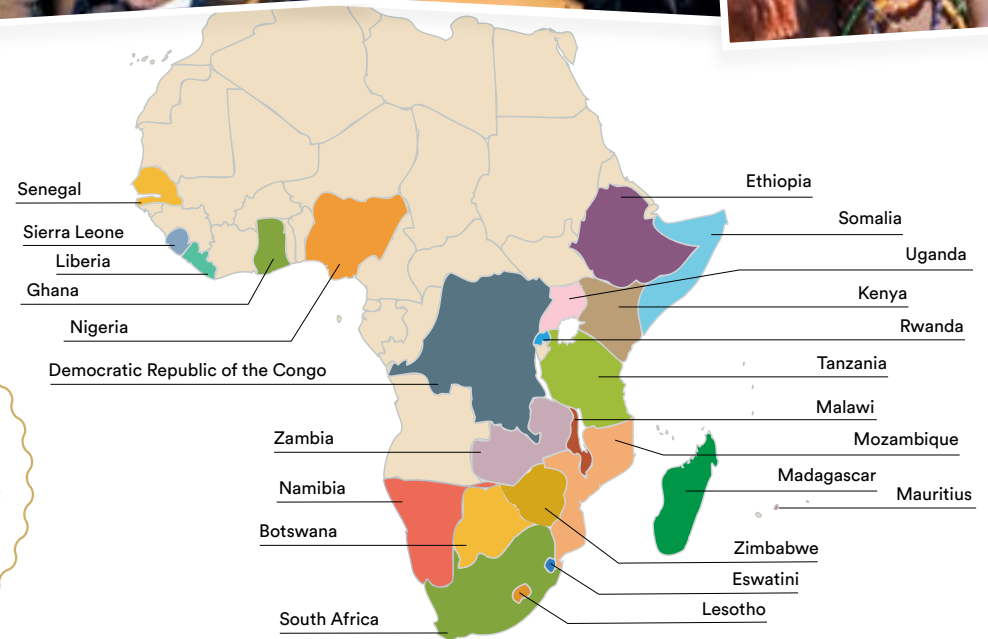 Senegal
Sierra Leone
Liberia
Ghana
Nigeria
Democratic Republic of the Congo
Zambia
Namibia
Botswana
South Africa
Ethiopia
Somalia
Uganda
Kenya
Rwanda
Tanzania
Malawi
Mozambique
Madagascar
Mauritius
Zimbabwe
Eswatini
Lesotho